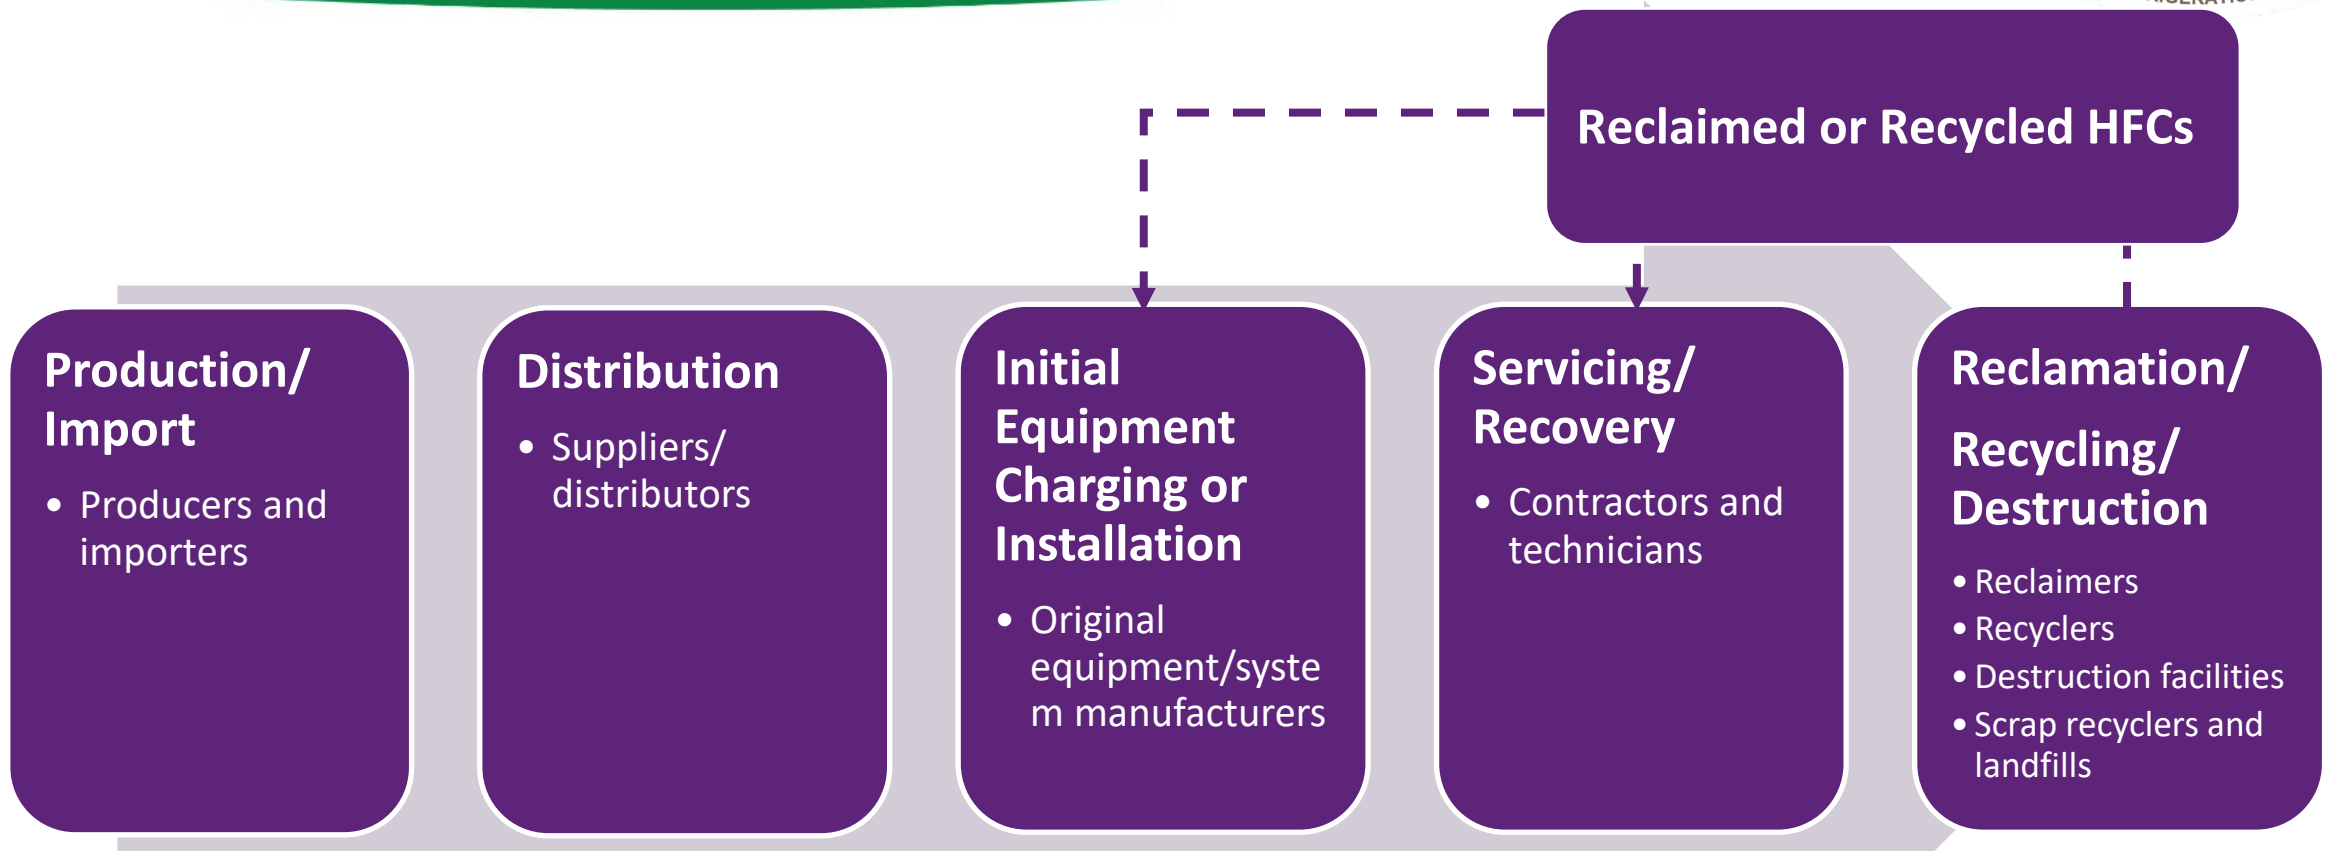 Reclaimed or Recycled HFCs
Production/
Import
• Producers and
importers
Distribution
• Suppliers/
distributors
Initial
Equipment
Charging or
Installation
• Original
equipment/syste
m manufacturers
Servicing/
Recovery
• Contractors and
technicians
Reclamation/
Recycling/
Destruction
• Reclaimers
• Recyclers
• Destruction facilities
• Scrap recyclers and
landfills